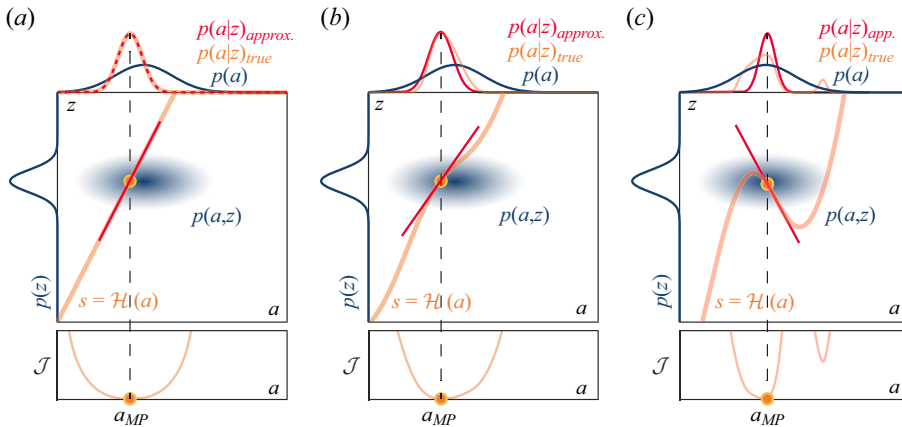 (a)
p(a|z)approx.
p(a|z)true
p(a)
z
p(a,z)
p(z)
s = ℋ(a)
a
𝒥
a
aMP
(b)
p(a|z)approx.
p(a|z)true
p(a)
z
p(a,z)
p(z)
s = ℋ(a)
a
𝒥
a
aMP
(c)
p(a|z)app.
p(a|z)true
p(a)
z
p(a,z)
p(z)
s = ℋ(a)
a
𝒥
a
aMP